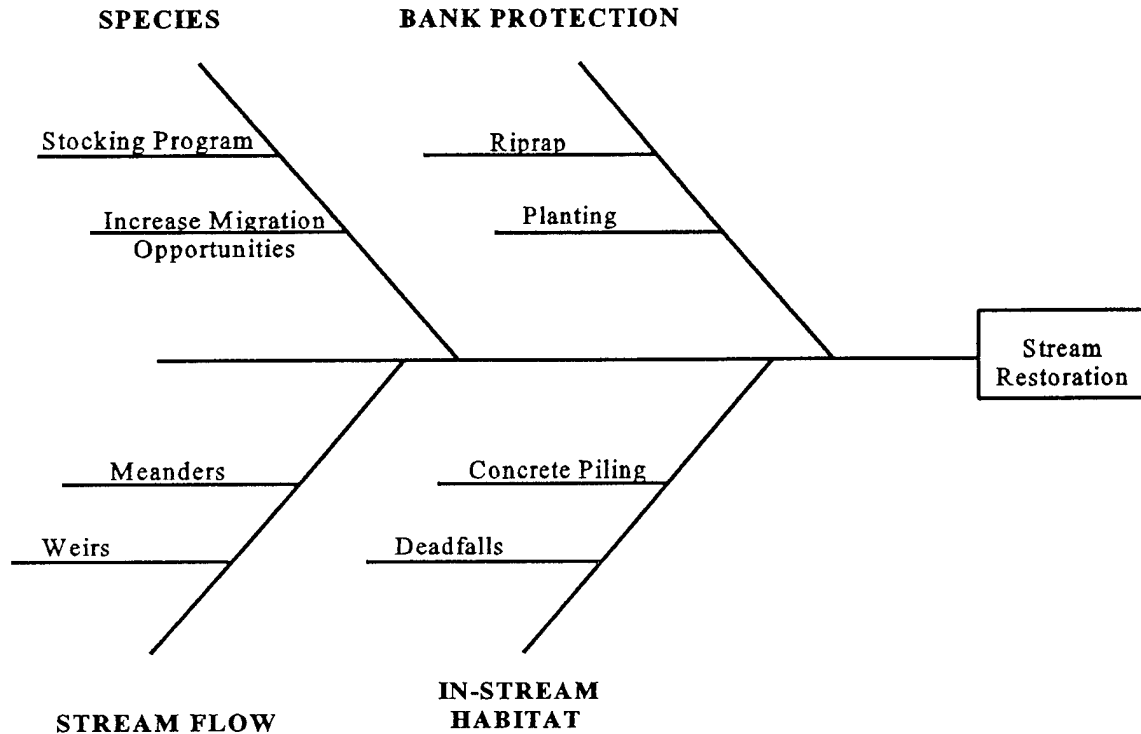 SPECIES
BANK PROTECTION
Stocking Program
Riprap
Increase Migration
Opportunities
Planting
Stream
Restoration
Meanders
Concrete Piling
Weirs
Deadfalls
STREAM FLOW
IN-STREAM
HABITAT